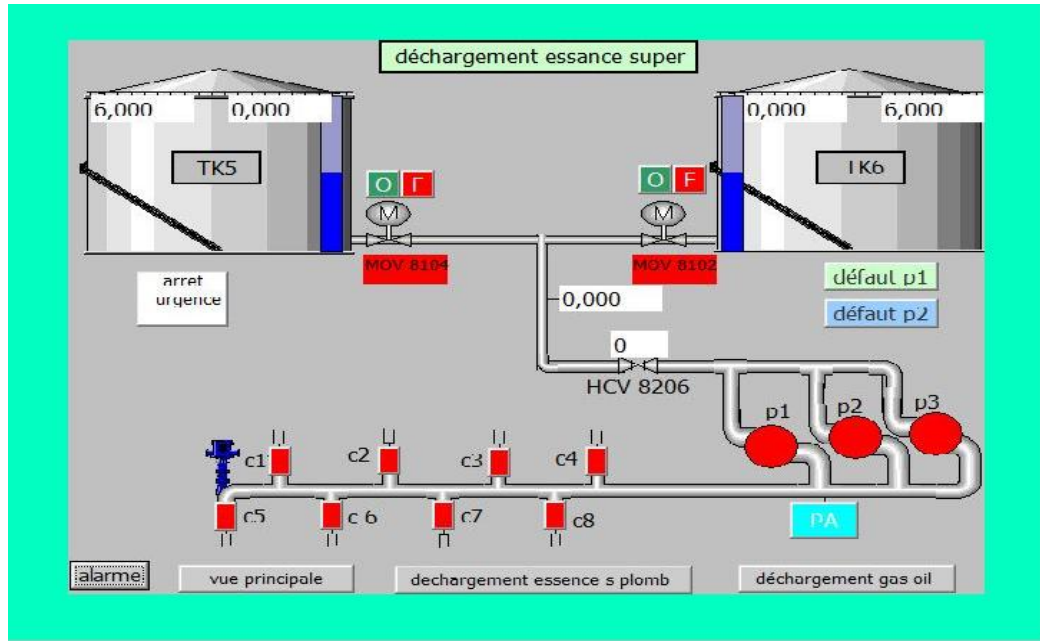 déchargement essance super
6,000 0,000
0,000 6,000
TK5
TK6
O F
O F
M
M
MOV 8104
MOV 8102
arret
urgence
défaut p1
défaut p2
0,000
0
HCV 8206
p1
p2
p3
c1
c2
c3
c4
c5
c 6
c7
c8
PA
alarme
vue principale
dechargement essence s plomb
déchargement gas oil